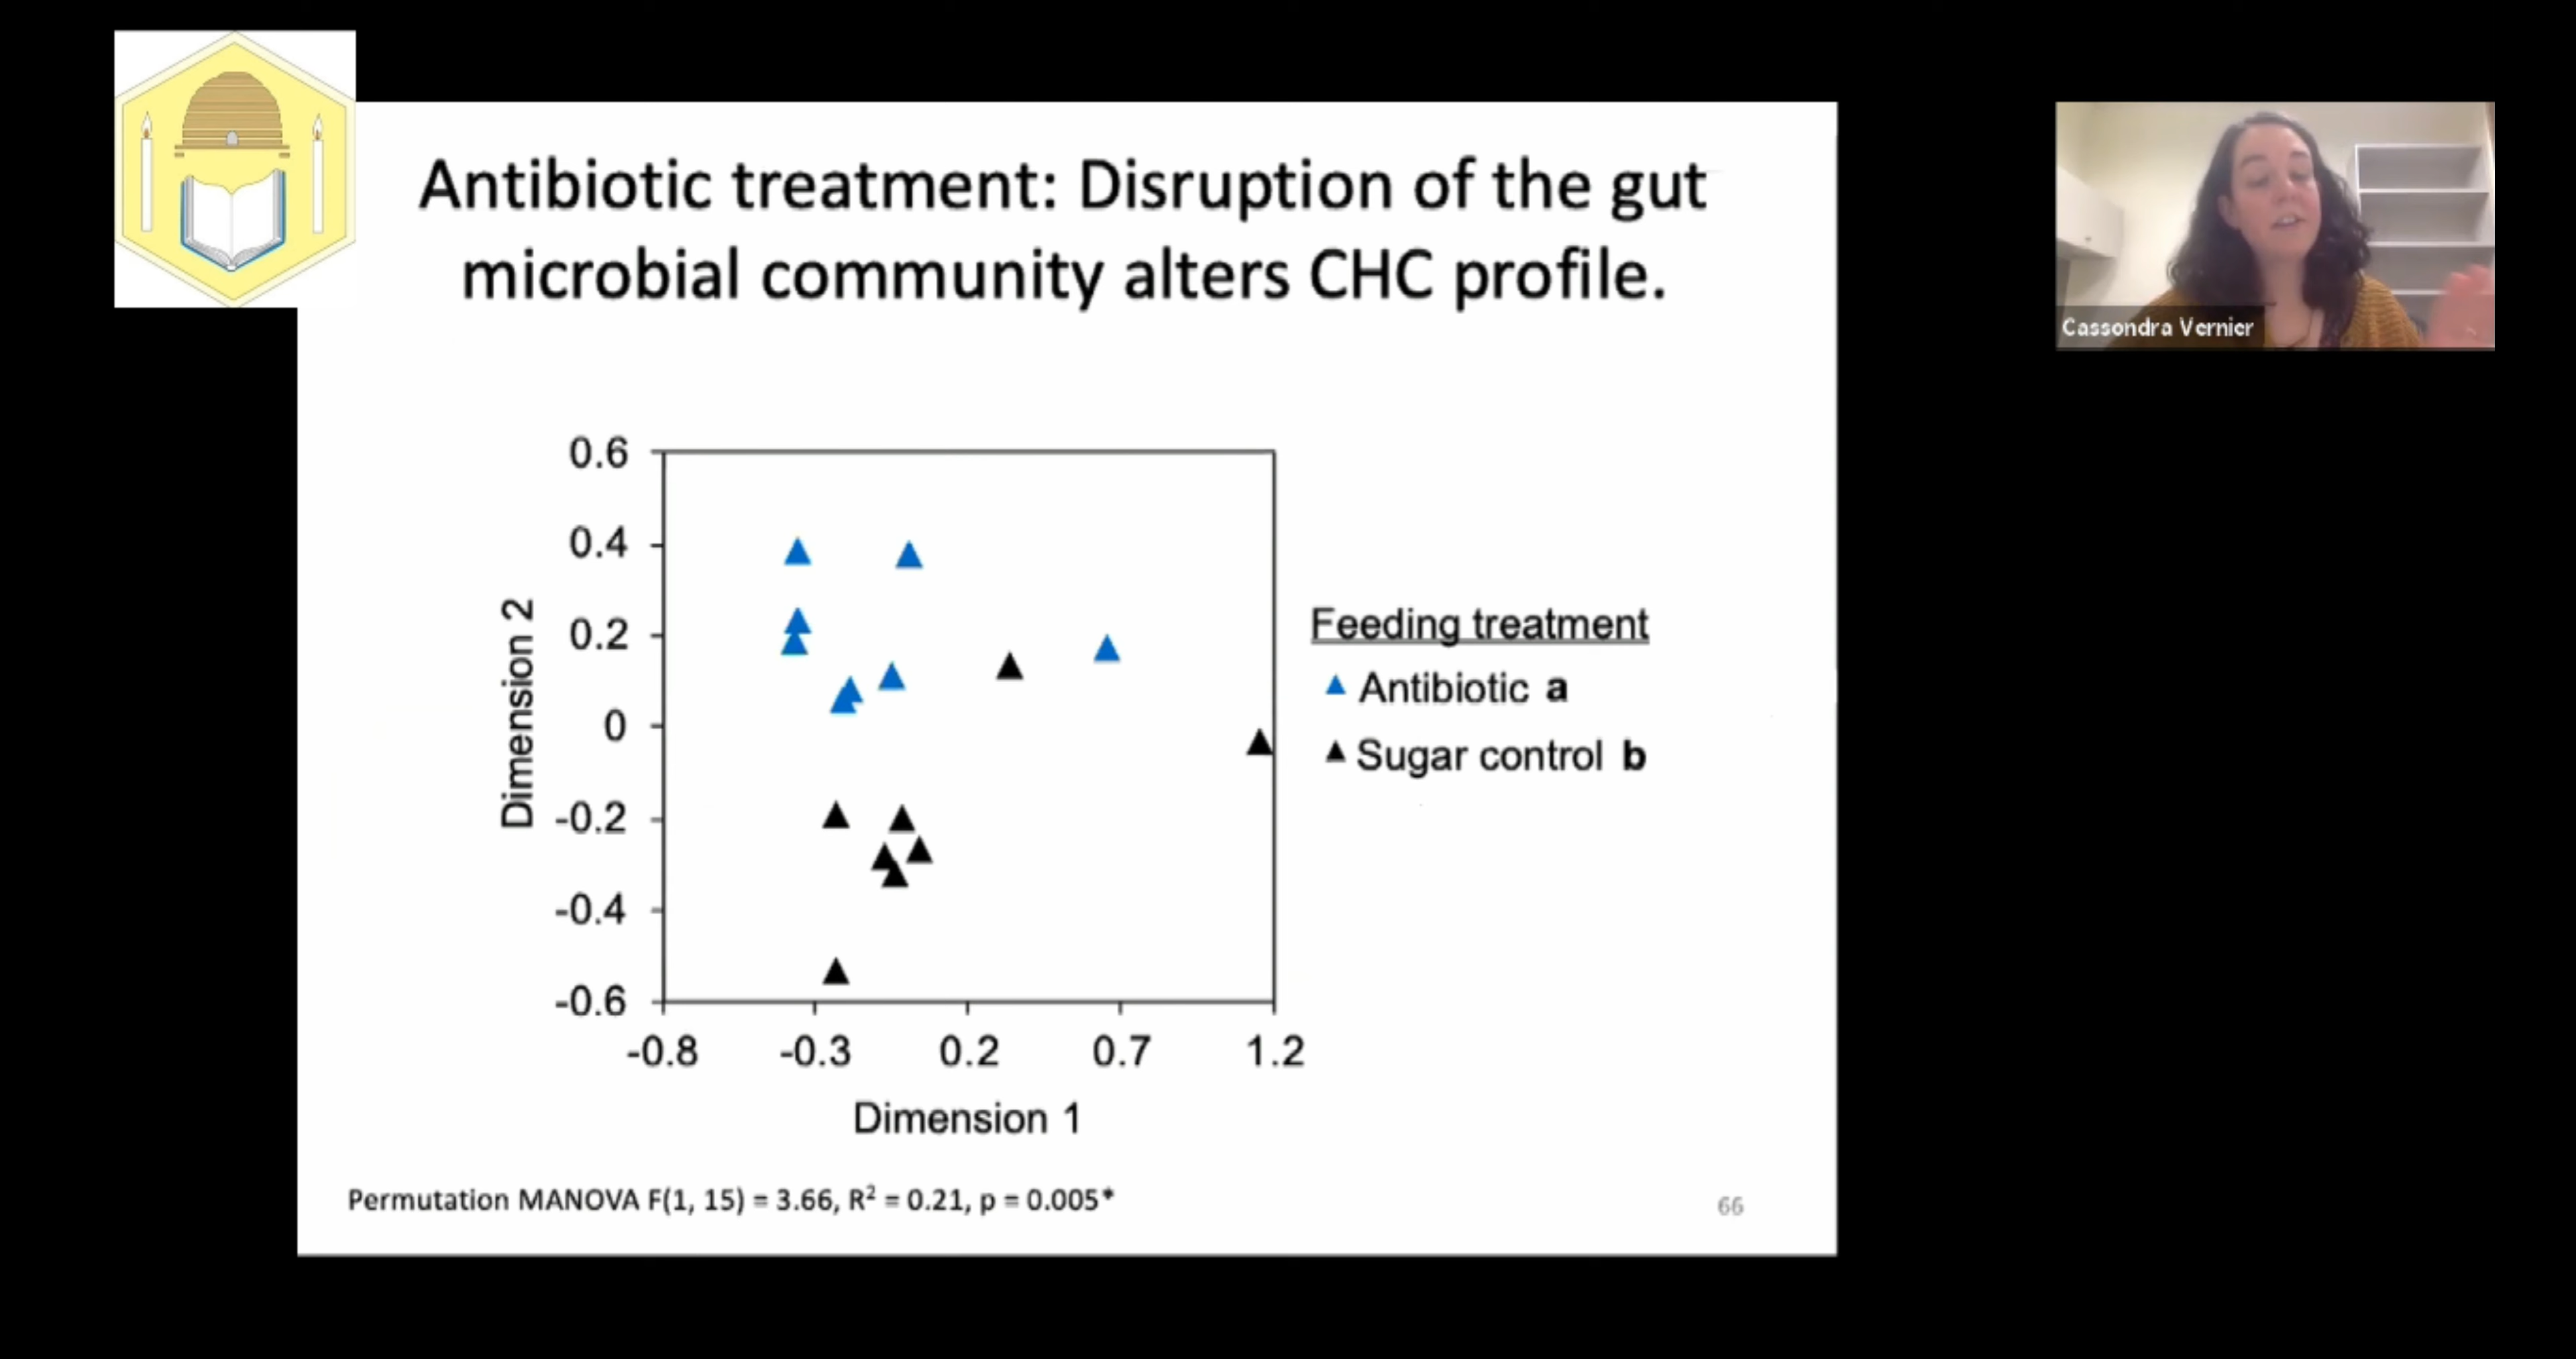 Antibiotic treatment: Disruption of the gut
microbial community alters CHC profile.
Cassondra Vernier
0.6
0.4
0.2
0
-0.2
-0.4
-0.6
Dimension 2
-0.8 -0.3 0.2 0.7 1.2
Dimension 1
Feeding treatment
Antibiotic a
Sugar control b
Permutation MANOVA F(1, 15) = 3.66, R² = 0.21, p = 0.005*
66